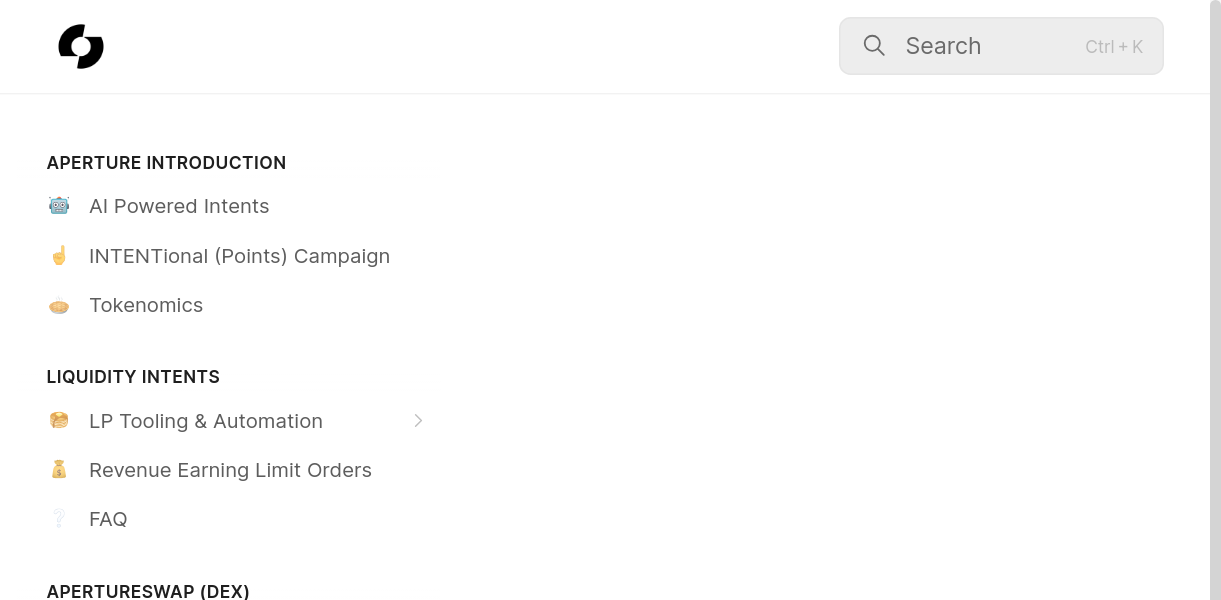 Search
Ctrl + K
APERTURE INTRODUCTION
AI Powered Intents
INTENTional (Points) Campaign
Tokenomics
LIQUIDITY INTENTS
LP Tooling & Automation
Revenue Earning Limit Orders
FAQ
APERTURESWAP (DEX)